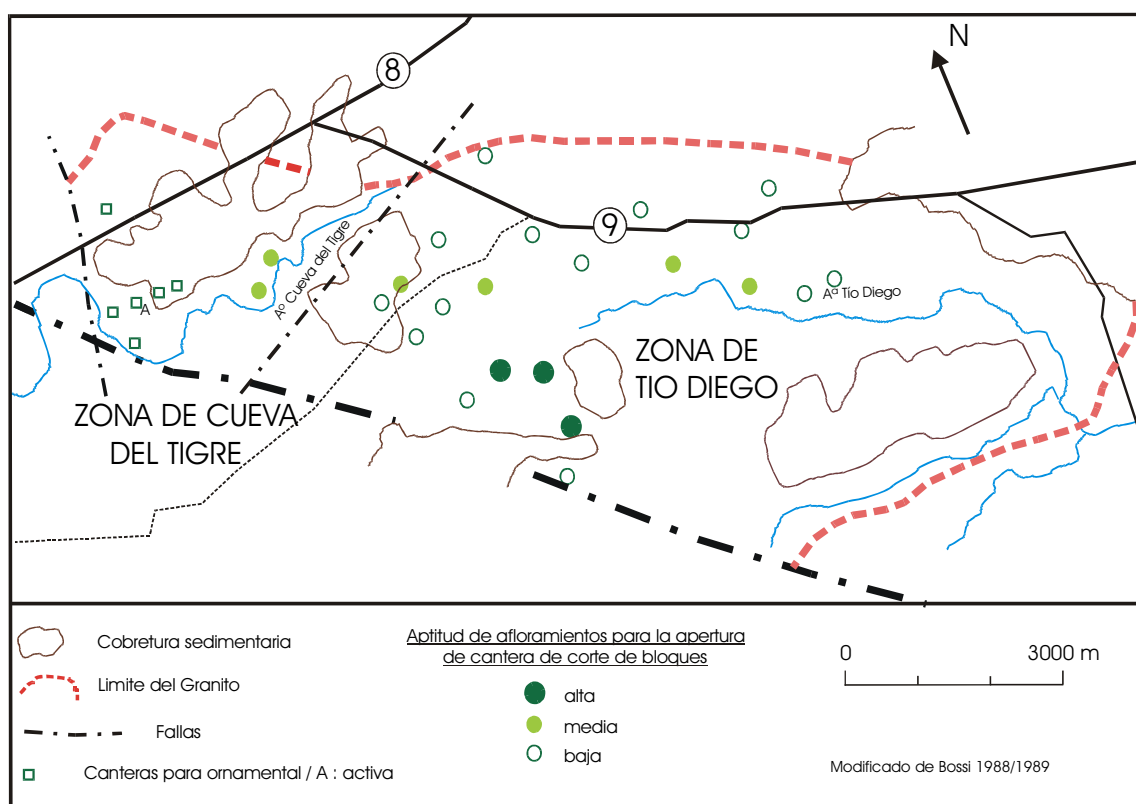 8
N
Aº Cueva del Tigre
9
A
Aª Tío Diego
ZONA DE
TIO DIEGO
ZONA DE CUEVA
DEL TIGRE
Cobretura sedimentaria
Limite del Granito
Fallas
Canteras para ornamental / A : activa
Aptitud de afloramientos para la apertura
de cantera de corte de bloques
alta
media
baja
0 3000 m
Modificado de Bossi 1988/1989